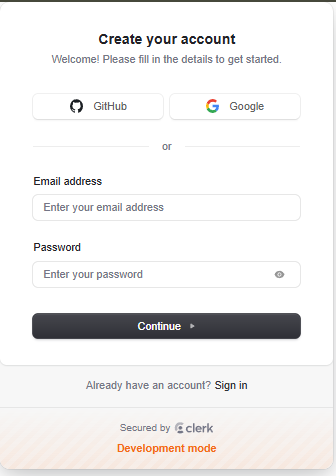 Create your account
Welcome! Please fill in the details to get started.
GitHub Google
or
Email address
Enter your email address
Password
Enter your password
Continue
Already have an account? Sign in
Secured by clerk
Development mode